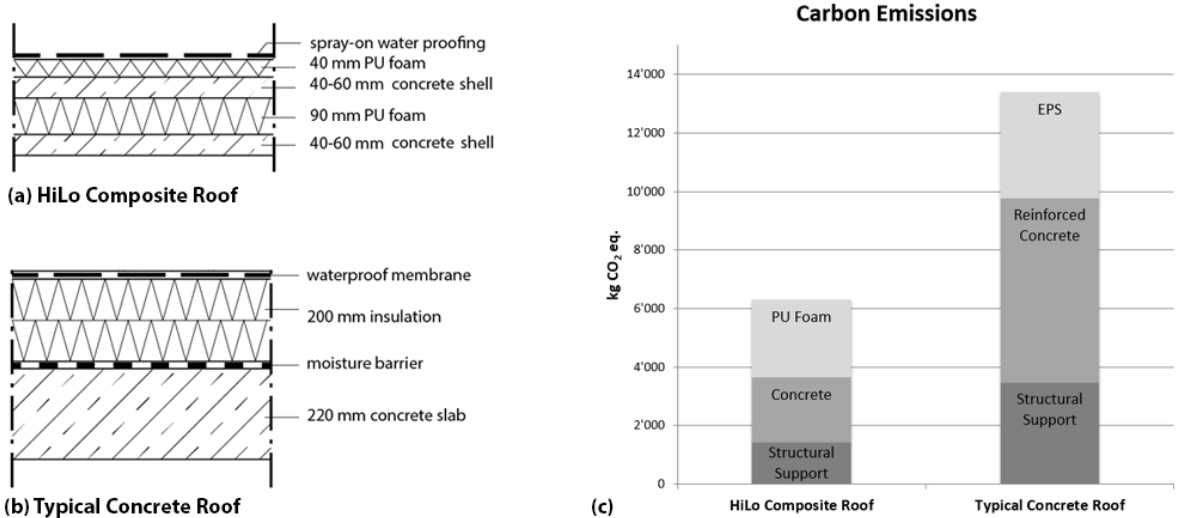 spray-on water proofing
40 mm PU foam
40-60 mm concrete shell
90 mm PU foam
40-60 mm concrete shell
(a) HiLo Composite Roof
waterproof membrane
200 mm insulation
moisture barrier
220 mm concrete slab
(b) Typical Concrete Roof
Carbon Emissions
kg CO₂ eq.
14'000
12'000
10'000
8'000
6'000
4'000
2'000
0
PU Foam
Concrete
Structural
Support
EPS
Reinforced
Concrete
Structural
Support
HiLo Composite Roof
Typical Concrete Roof
(c)